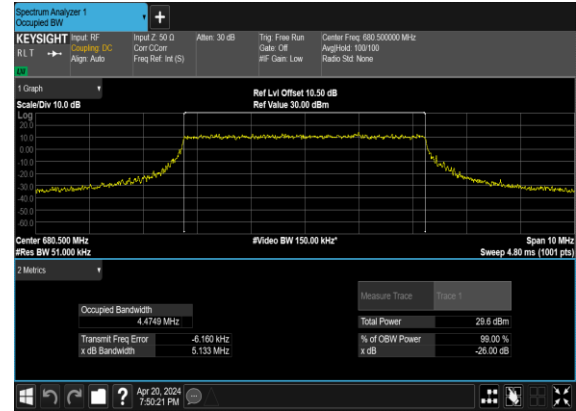 Spectrum Analyzer 1
Occupied BW
+
KEYSIGHT Input: RF Input Z: 50 Ω Atten: 30 dB Trig: Free Run Center Freq: 680.500000 MHz
RLT Coupling: DC Corr CCorr Gate: Off Avg|Hold: 100/100
Align: Auto Freq Ref: Int (S) #IF Gain: Low Radio Std: None
LVI
1 Graph
Ref Lvl Offset 10.50 dB
Scale/Div 10.0 dB Ref Value 30.00 dBm
Log
20.0
10.0
0.00
-10.0
-20.0
-30.0
-40.0
-50.0
-60.0
Center 680.500 MHz #Video BW 150.00 kHz* Span 10 MHz
#Res BW 51.000 kHz Sweep 4.80 ms (1001 pts)
2 Metrics
Measure Trace Trace 1
Occupied Bandwidth
4.4749 MHz
Total Power 29.6 dBm
Transmit Freq Error -6.160 kHz % of OBW Power 99.00 %
x dB Bandwidth 5.133 MHz x dB -26.00 dB
? Apr 20, 2024
7:50:21 PM